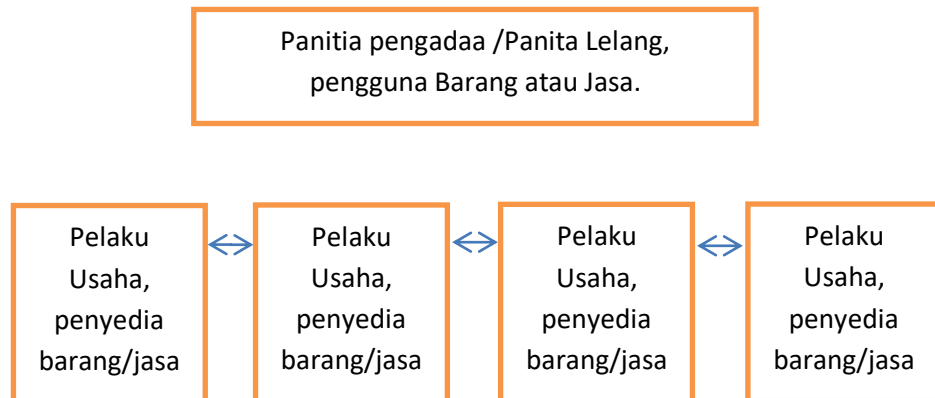 Panitia pengadaa /Panita Lelang,
pengguna Barang atau Jasa.
Pelaku
Usaha,
penyedia
barang/jasa
Pelaku
Usaha,
penyedia
barang/jasa
Pelaku
Usaha,
penyedia
barang/jasa
Pelaku
Usaha,
penyedia
barang/jasa